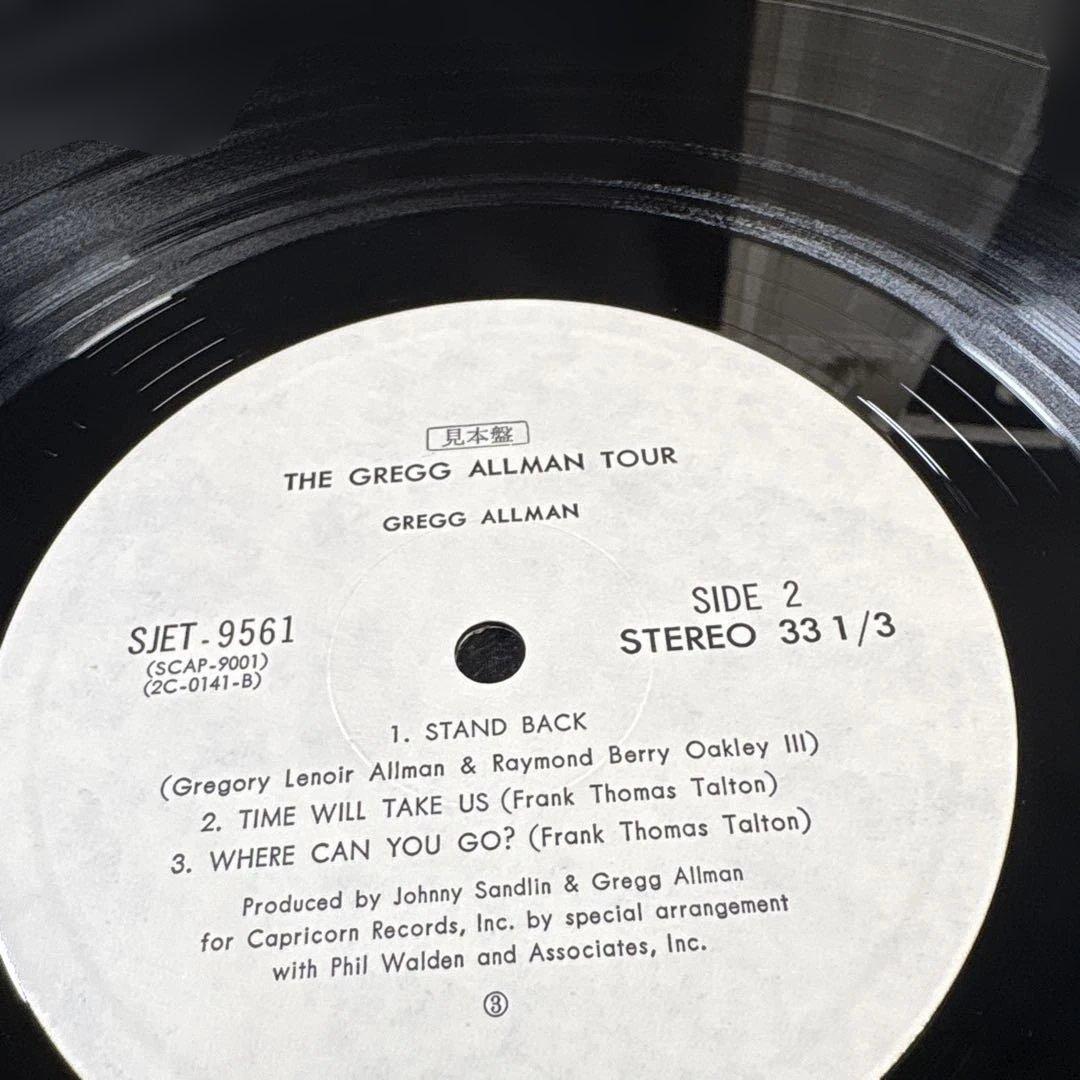 見本盤
THE GREGG ALLMAN TOUR
GREGG ALLMAN
SJET-9561
(SCAP-9001)
(2C-0141-B)
SIDE 2
STEREO 33 1/3
1. STAND BACK
(Gregory Lenoir Allman & Raymond Berry Oakley III)
2. TIME WILL TAKE US (Frank Thomas Talton)
3. WHERE CAN YOU GO? (Frank Thomas Talton)
Produced by Johnny Sandlin & Gregg Allman
for Capricorn Records, Inc. by special arrangement
with Phil Walden and Associates, Inc.
③